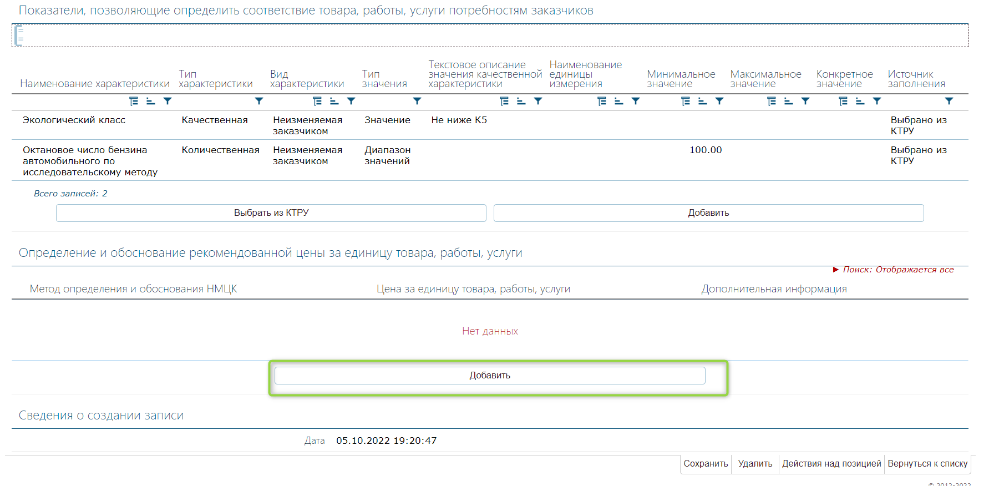 Показатели, позволяющие определить соответствие товара, работы, услуги потребностям заказчиков
Наименование характеристики
Тип
характеристики
Вид
характеристики
Тип
значения
Текстовое описание
значения качественной
характеристики
Наименование
единицы
измерения
Минимальное
значение
Максимальное
значение
Конкретное
значение
Источник
заполнения
Экологический класс
Качественная
Неизменяемая
заказчиком
Значение
Не ниже К5
Выбрано из
КТРУ
Октановое число бензина
автомобильного по
исследовательскому методу
Количественная
Неизменяемая
заказчиком
Диапазон
значений
100.00
Выбрано из
КТРУ
Всего записей: 2
Выбрать из КТРУ
Добавить
Определение и обоснование рекомендованной цены за единицу товара, работы, услуги
► Поиск: Отображается все
Метод определения и обоснования НМЦК
Цена за единицу товара, работы, услуги
Дополнительная информация
Нет данных
Добавить
Сведения о создании записи
Дата 05.10.2022 19:20:47
Сохранить
Удалить
Действия над позицией
Вернуться к списку
© 2012-2022